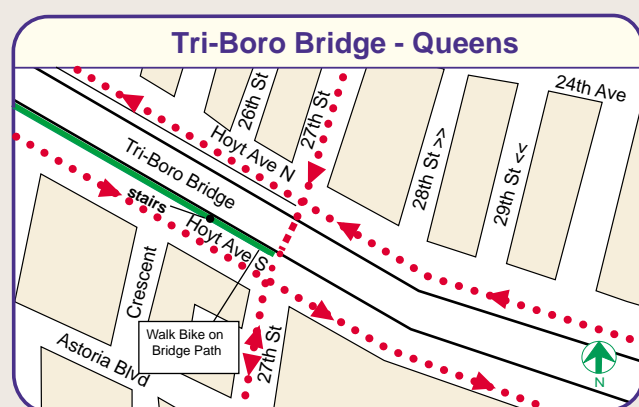 Tri-Boro Bridge - Queens
24th Ave
26th St
27th St
Hoyt Ave N
28th St >>
29th St <<
Tri-Boro Bridge
stairs
Hoyt Ave S
Crescent
Walk Bike on
Bridge Path
27th St
Astoria Blvd
N